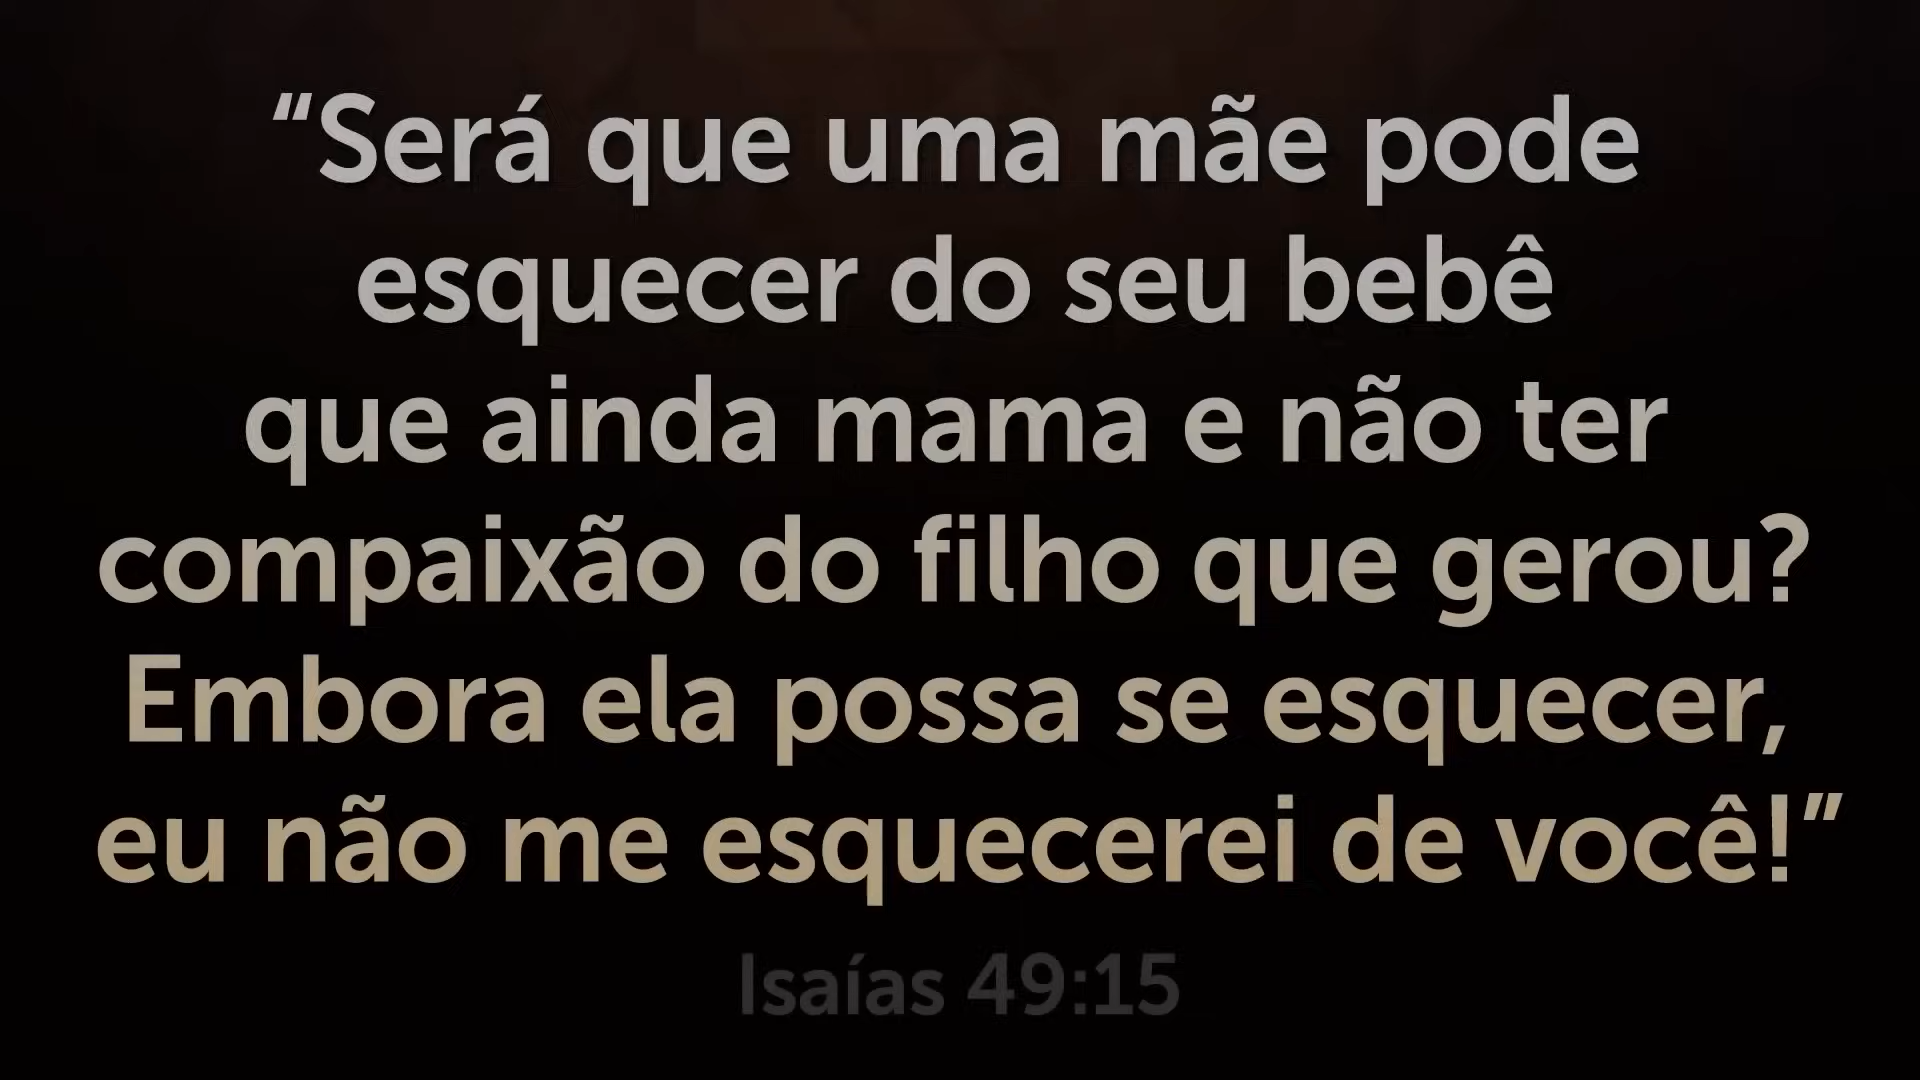 “Será que uma mãe pode
esquecer do seu bebê
que ainda mama e não ter
compaixão do filho que gerou?
Embora ela possa se esquecer,
eu não me esquecerei de você!”
Isaías 49:15